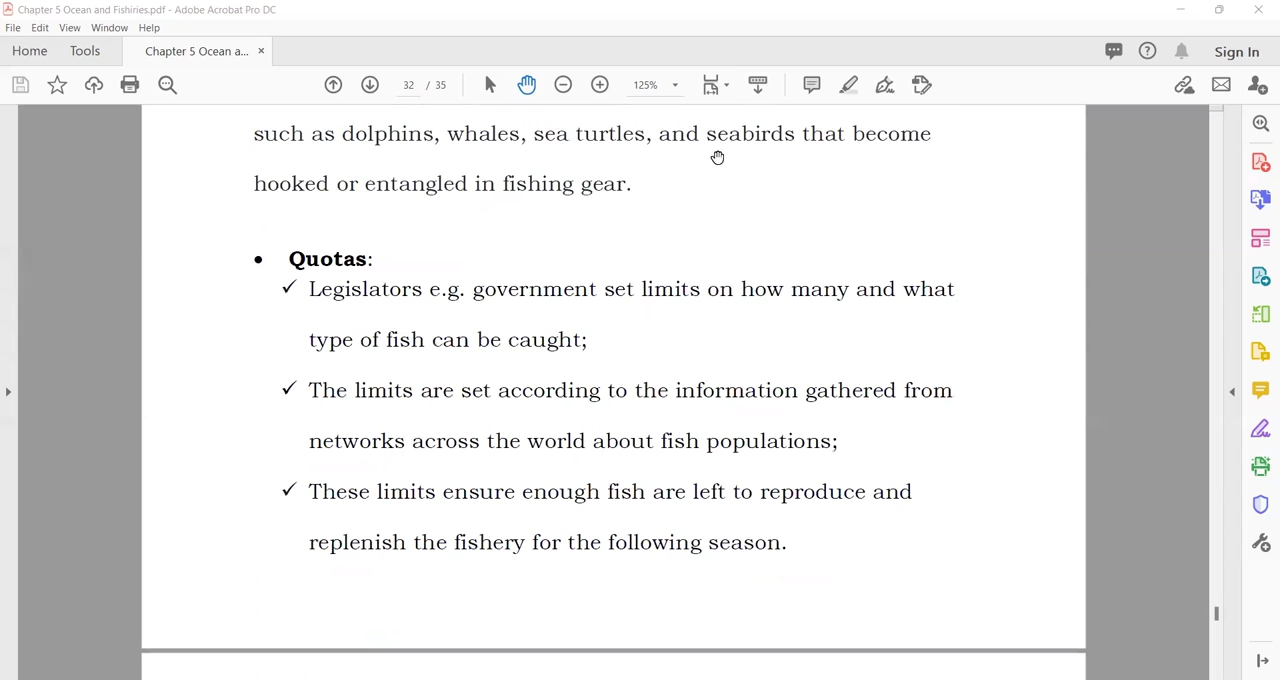 Chapter 5 Ocean and Fishiries.pdf - Adobe Acrobat Pro DC
File Edit View Window Help
Home Tools Chapter 5 Ocean a... ×
Sign In
32 / 35 125%
such as dolphins, whales, sea turtles, and seabirds that become
hooked or entangled in fishing gear.
• Quotas:
✓ Legislators e.g. government set limits on how many and what
type of fish can be caught;
✓ The limits are set according to the information gathered from
networks across the world about fish populations;
✓ These limits ensure enough fish are left to reproduce and
replenish the fishery for the following season.